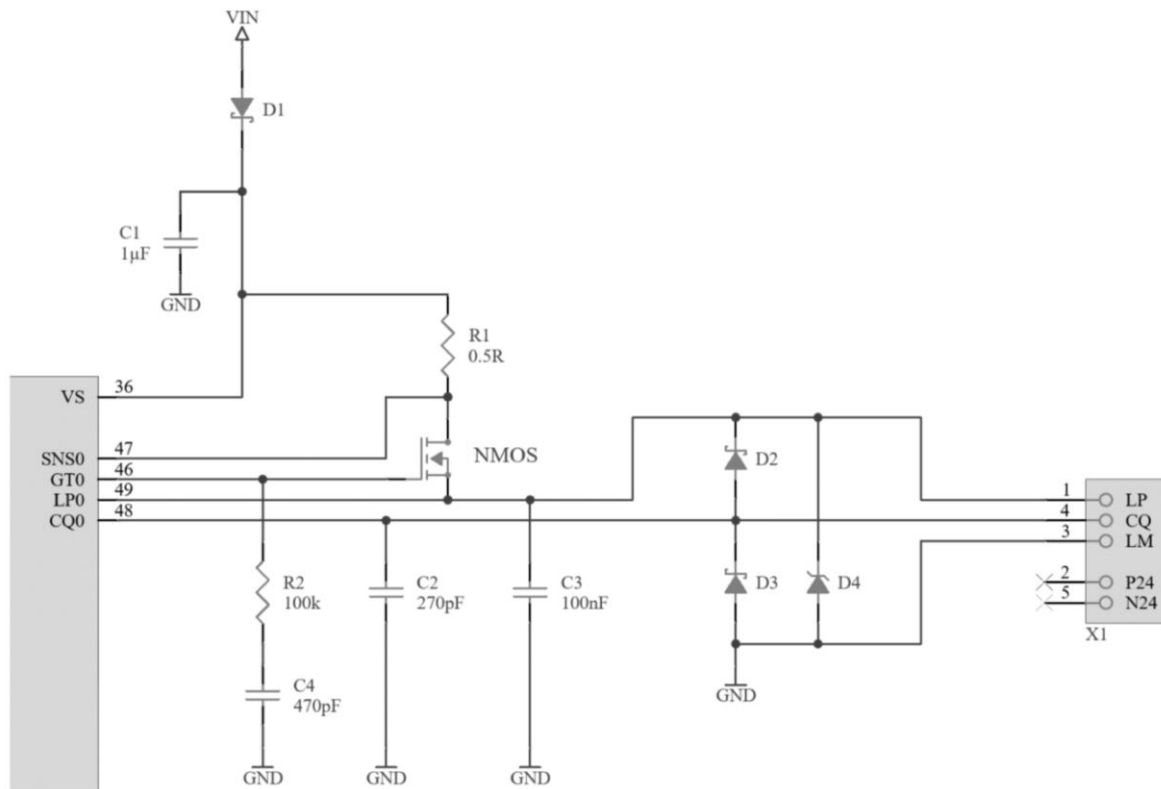 VIN
D1
C1
1µF
GND
R1
0.5R
VS
36
SNS0
47
GT0
46
LP0
49
CQ0
48
NMOS
D2
D3
D4
R2
100k
C2
270pF
C3
100nF
C4
470pF
GND
GND
GND
GND
1
LP
4
CQ
3
LM
2
P24
5
N24
X1